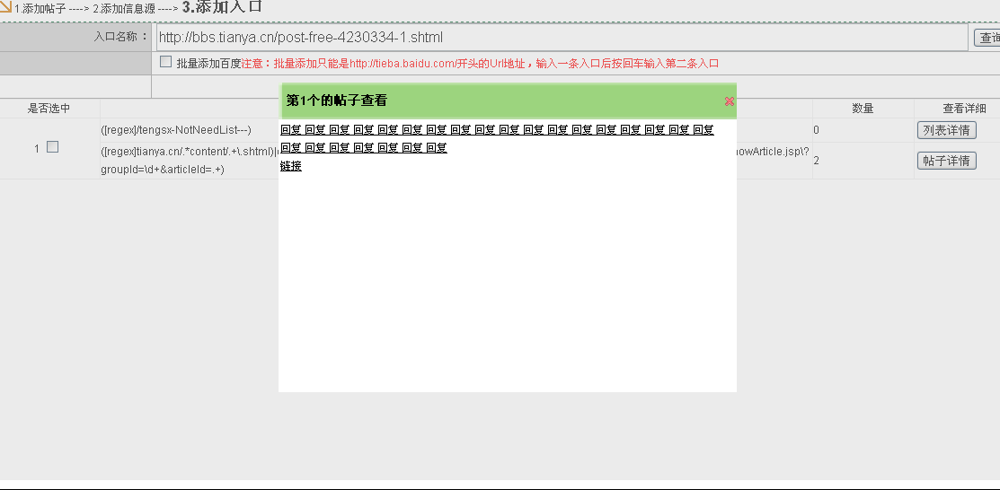 1.添加帖子 ----> 2.添加信息源 ----> 3.添加入口
入口名称：
http://bbs.tianya.cn/post-free-4230334-1.shtml
批量添加百度注意：批量添加只能是http://tieba.baidu.com/开头的Url地址，输入一条入口后按回车输入第二条入口
第1个的帖子查看
是否选中 数量 查看详细
回复 回复 回复 回复 回复 回复 回复 回复 回复 回复 回复 回复 回复 回复 回复 回复 回复 回复
回复 回复 回复 回复 回复 回复 回复
链接
1
([regex]/tengsx-NotNeedList---) 0 列表详情
([regex]tianya.cn/.*content/.+\.shtml)| howArticle.jsp\?
groupId=\d+&articleId=.+) 2 帖子详情